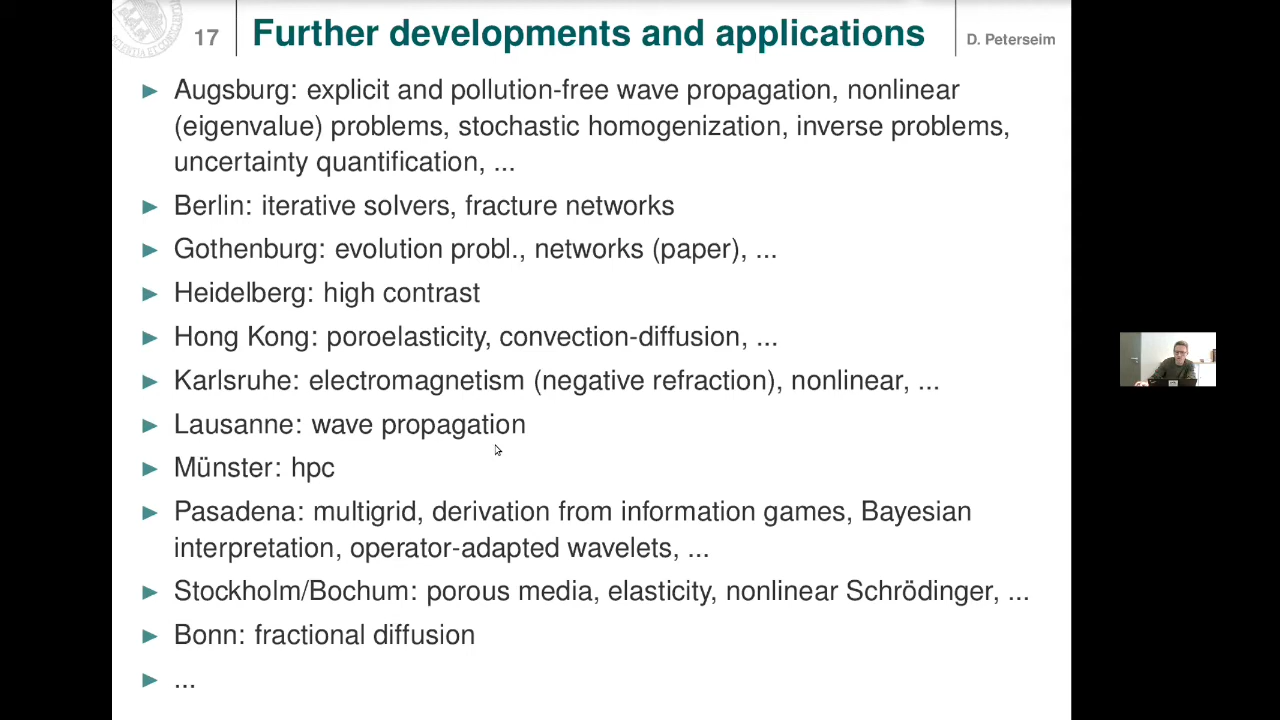 17
Further developments and applications
D. Peterseim
► Augsburg: explicit and pollution-free wave propagation, nonlinear
(eigenvalue) problems, stochastic homogenization, inverse problems,
uncertainty quantification, ...
► Berlin: iterative solvers, fracture networks
► Gothenburg: evolution probl., networks (paper), ...
► Heidelberg: high contrast
► Hong Kong: poroelasticity, convection-diffusion, ...
► Karlsruhe: electromagnetism (negative refraction), nonlinear, ...
► Lausanne: wave propagation
► Münster: hpc
► Pasadena: multigrid, derivation from information games, Bayesian
interpretation, operator-adapted wavelets, ...
► Stockholm/Bochum: porous media, elasticity, nonlinear Schrödinger, ...
► Bonn: fractional diffusion
► ...